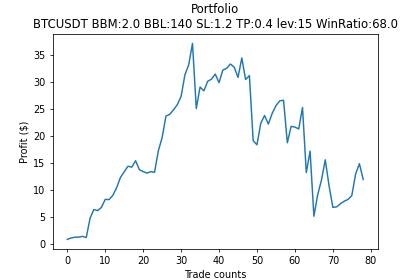 Portfolio
BTCUSDT BBM:2.0 BBL:140 SL:1.2 TP:0.4 lev:15 WinRatio:68.0
Profit ($)
35
30
25
20
15
10
5
0
0 10 20 30 40 50 60 70 80
Trade counts